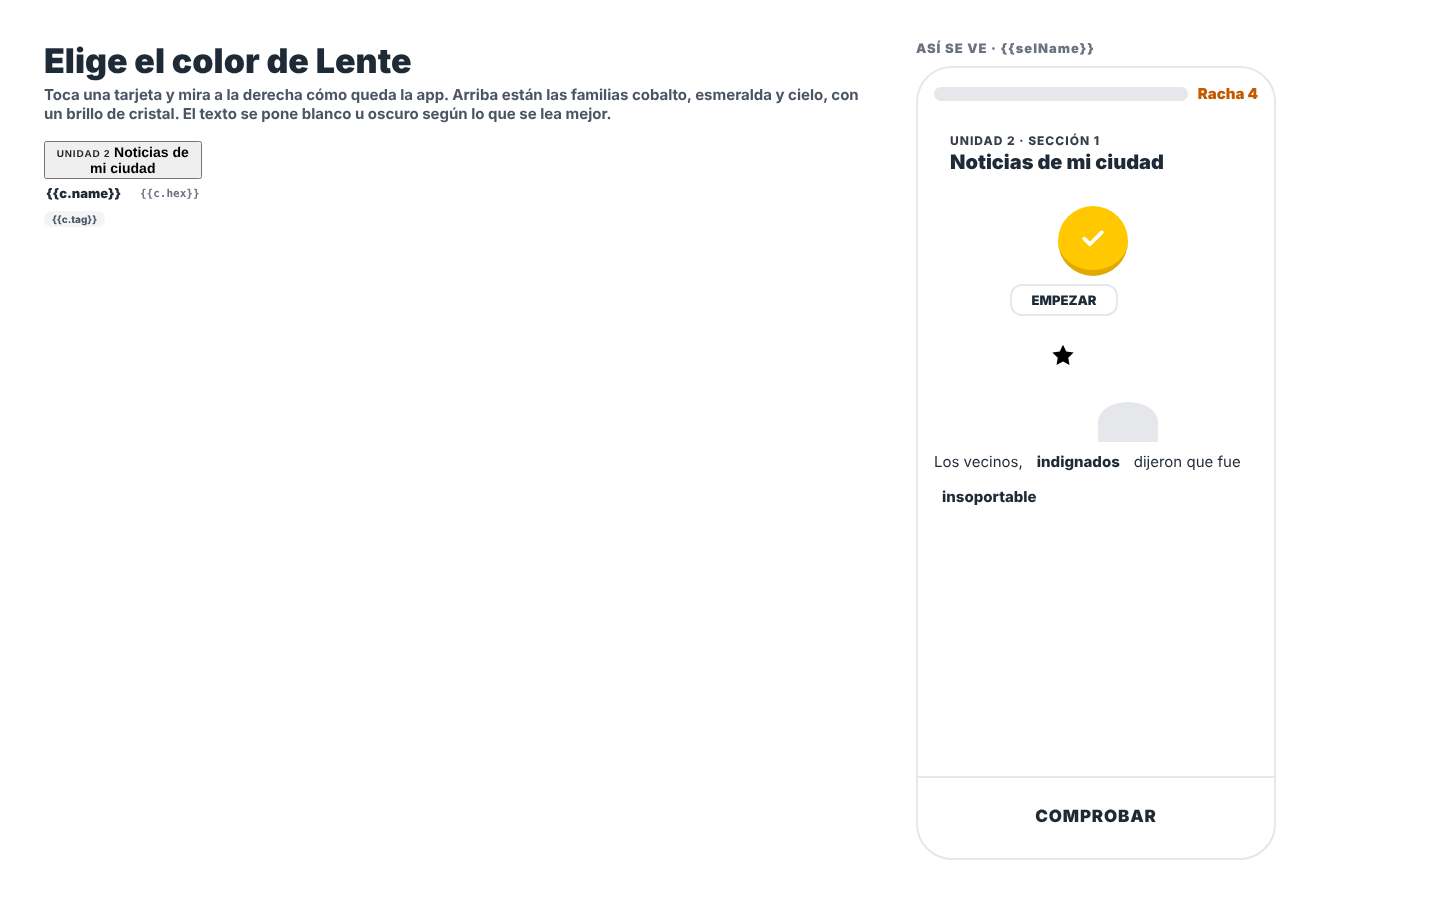 Elige el color de Lente
Toca una tarjeta y mira a la derecha cómo queda la app. Arriba están las familias cobalto, esmeralda y cielo, con
un brillo de cristal. El texto se pone blanco u oscuro según lo que se lea mejor.
UNIDAD 2 Noticias de
mi ciudad
{{c.name}} {{c.hex}}
{{c.tag}}
ASÍ SE VE · {{selName}}
Racha 4
UNIDAD 2 · SECCIÓN 1
Noticias de mi ciudad
EMPEZAR
Los vecinos, indignados dijeron que fue
insoportable
COMPROBAR